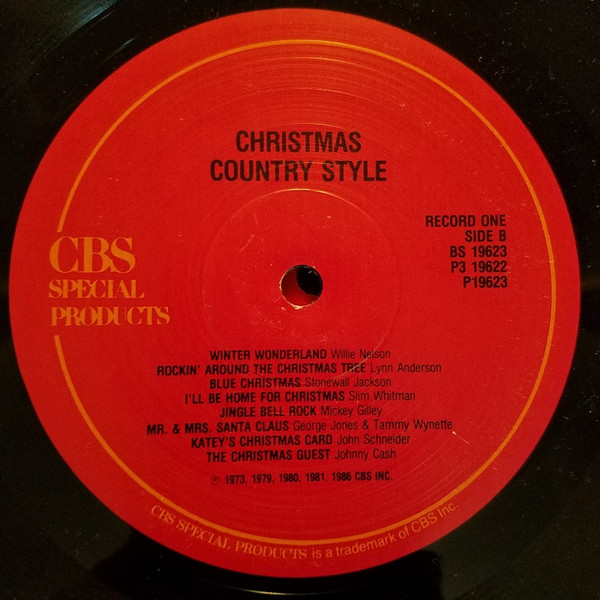 CHRISTMAS
COUNTRY STYLE
RECORD ONE
SIDE B
BS 19623
P3 19622
P19623
CBS
SPECIAL
PRODUCTS
WINTER WONDERLAND Willie Nelson
ROCKIN' AROUND THE CHRISTMAS TREE Lynn Anderson
BLUE CHRISTMAS Stonewall Jackson
I'LL BE HOME FOR CHRISTMAS Slim Whitman
JINGLE BELL ROCK Mickey Gilley
MR. & MRS. SANTA CLAUS George Jones & Tammy Wynette
KATEY'S CHRISTMAS CARD John Schneider
THE CHRISTMAS GUEST Johnny Cash
℗ 1973, 1979, 1980, 1981, 1986 CBS INC.
CBS SPECIAL PRODUCTS is a trademark of CBS Inc.